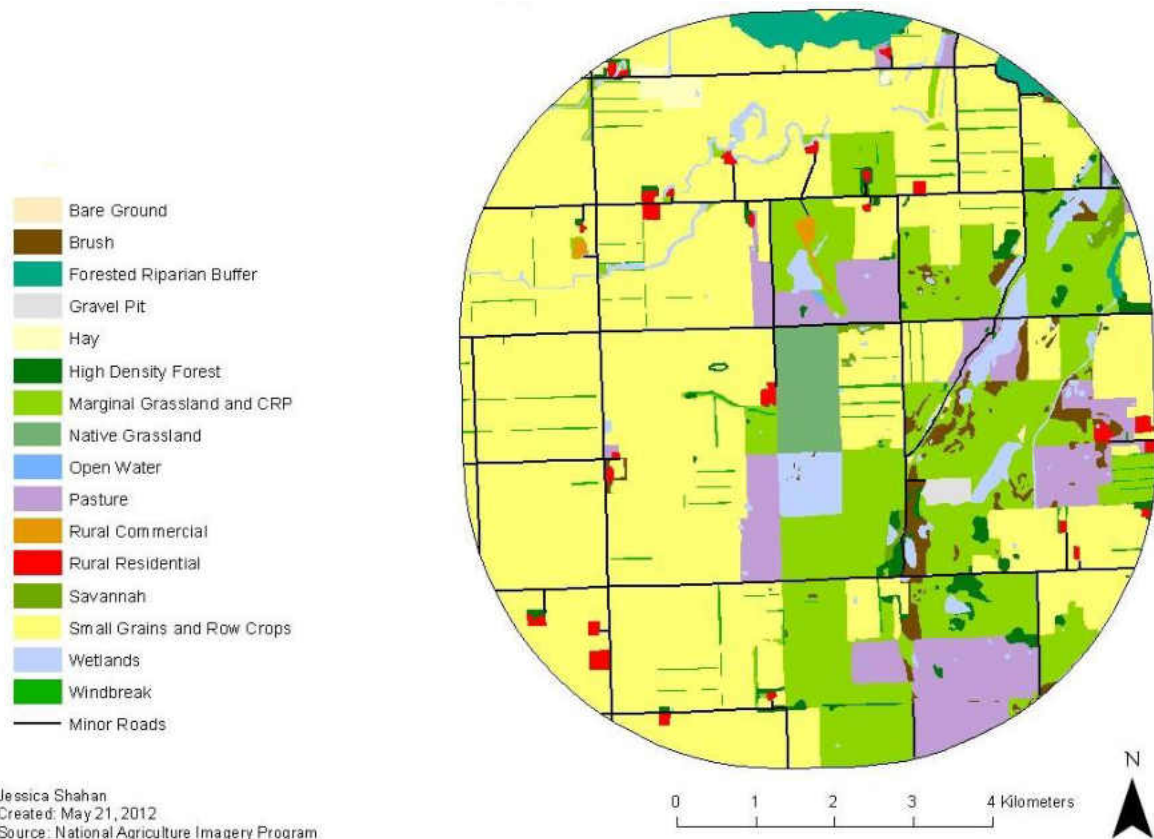 Bare Ground
Brush
Forested Riparian Buffer
Gravel Pit
Hay
High Density Forest
Marginal Grassland and CRP
Native Grassland
Open Water
Pasture
Rural Commercial
Rural Residential
Savannah
Small Grains and Row Crops
Wetlands
Windbreak
Minor Roads
Jessica Shahan
Created: May 21, 2012
Source: National Agriculture Imagery Program
0 1 2 3 4 Kilometers
N